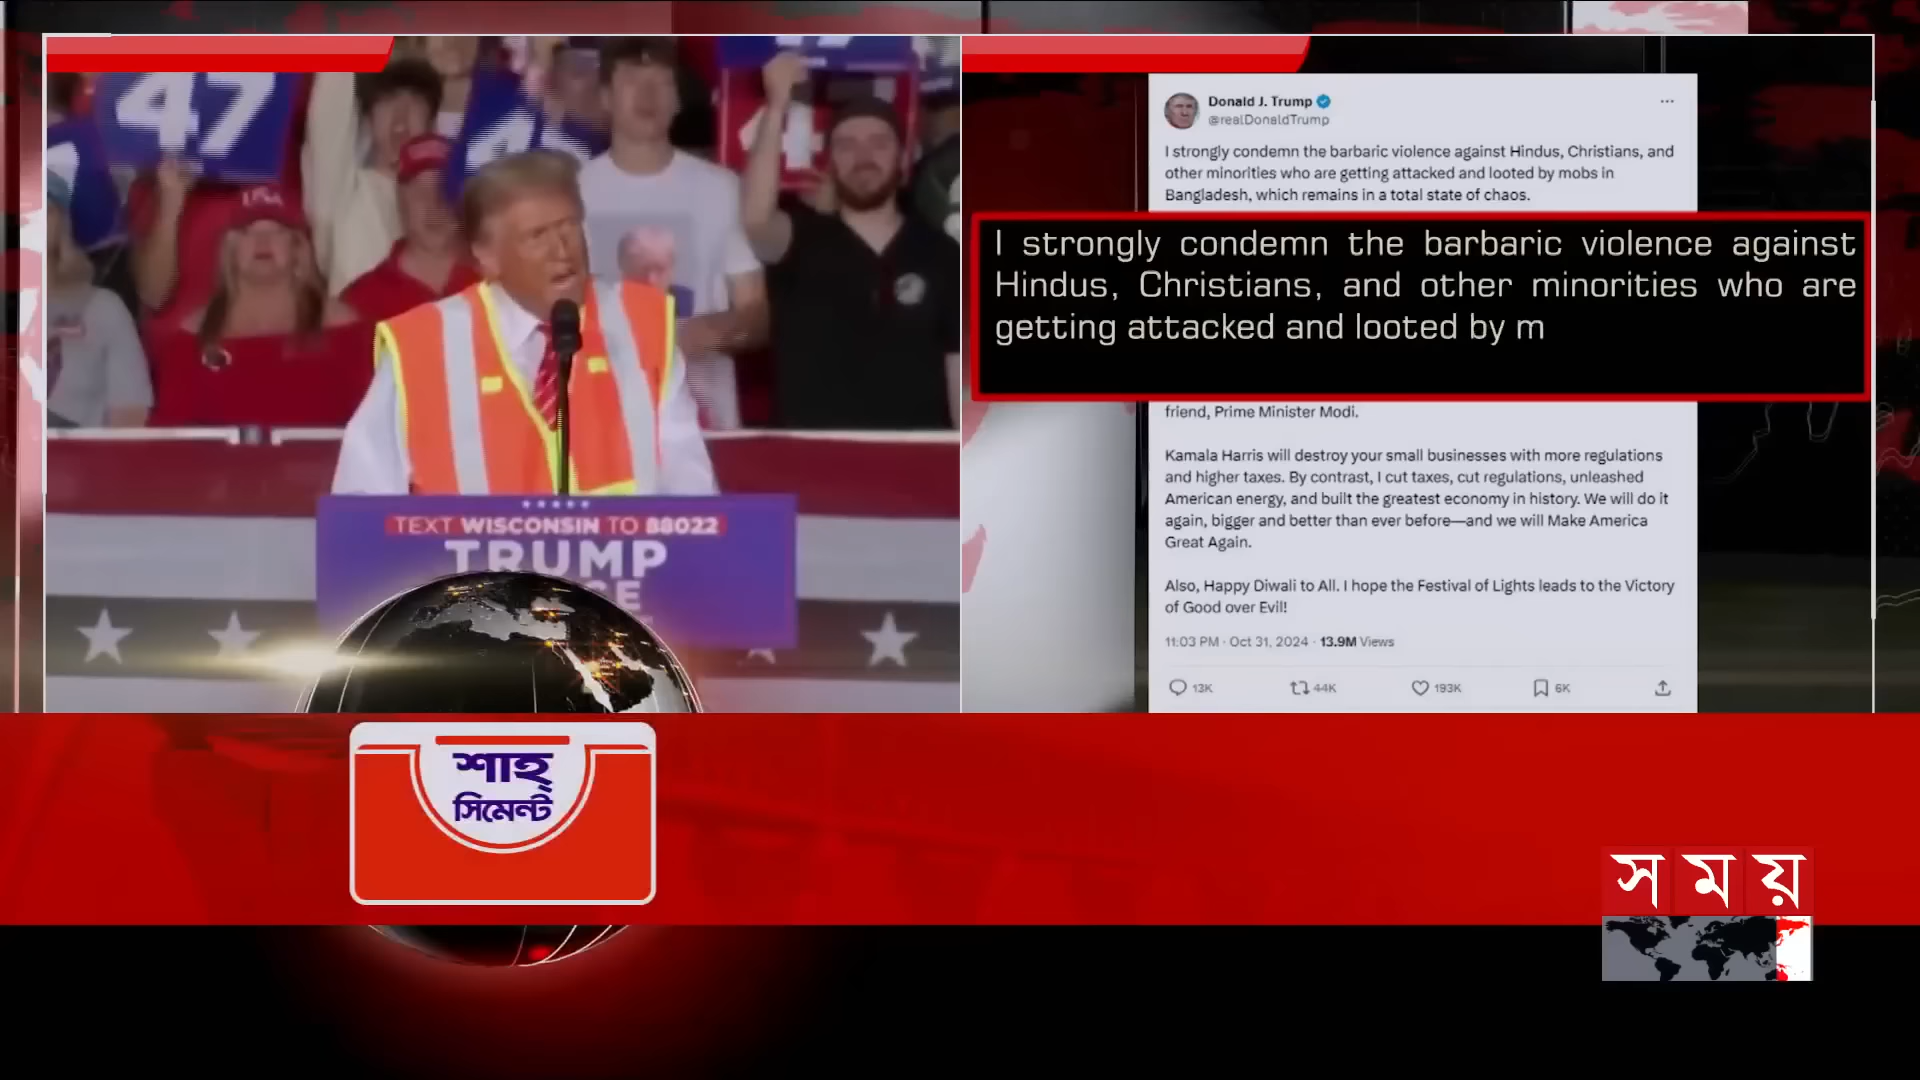 47
USA
TEXT WISCONSIN TO 88022
TRUMP
Donald J. Trump
@realDonaldTrump
I strongly condemn the barbaric violence against Hindus, Christians, and
other minorities who are getting attacked and looted by mobs in
Bangladesh, which remains in a total state of chaos.
I strongly condemn the barbaric violence against
Hindus, Christians, and other minorities who are
getting attacked and looted by m
friend, Prime Minister Modi.
Kamala Harris will destroy your small businesses with more regulations
and higher taxes. By contrast, I cut taxes, cut regulations, unleashed
American energy, and built the greatest economy in history. We will do it
again, bigger and better than ever before—and we will Make America
Great Again.
Also, Happy Diwali to All. I hope the Festival of Lights leads to the Victory
of Good over Evil!
11:03 PM · Oct 31, 2024 · 13.9M Views
13K 44K 193K 6K
শাহ্
সিমেন্ট
সময়